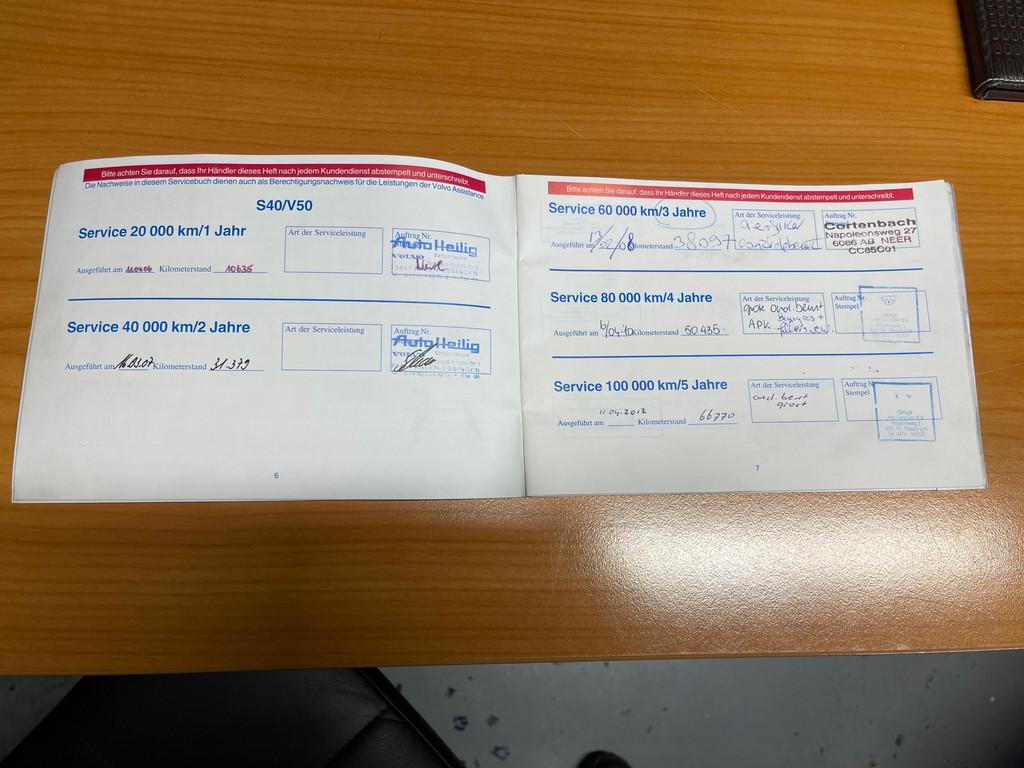 Bitte achten Sie darauf, dass Ihr Händler dieses Heft nach jedem Kundendienst abstempelt und unterschreibt.
Die Nachweise in diesem Servicebuch dienen auch als Berechtigungsnachweis für die Leistungen der Volvo Assistance
S40/V50
Service 20 000 km/1 Jahr
Art der Serviceleistung
Auftrag Nr.
Auto Heilig
VOLVO
Ausgeführt am Kilometerstand 10635
Service 40 000 km/2 Jahre
Art der Serviceleistung
Auftrag Nr.
Auto Heilig
VOLVO
Ausgeführt am 16.03.07 Kilometerstand 31.379
6
Bitte achten Sie darauf, dass Ihr Händler dieses Heft nach jedem Kundendienst abstempelt und unterschreibt.
Service 60 000 km/3 Jahre
Art der Serviceleistung
Auftrag Nr.
Cortenbach
Napoleonsweg 27
6086 AB NEER
CC85C01
Ausgeführt am 13/02/08 Kilometerstand 38097
Service 80 000 km/4 Jahre
Art der Serviceleistung
Auftrag
Stempel
APK
Ausgeführt am 6/04-10 Kilometerstand 50.435
Service 100 000 km/5 Jahre
Art der Serviceleistung
Auftrag
Stempel
ond. beurt
groot
Ausgeführt am 11.04.2012 Kilometerstand 66770
7